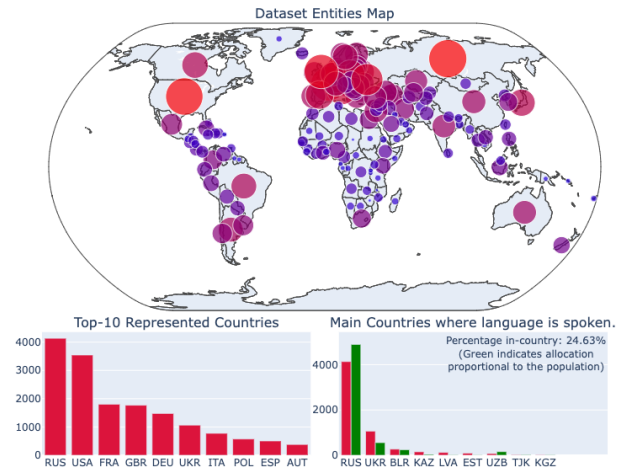 Dataset Entities Map
Top-10 Represented Countries
4000
3000
2000
1000
0
RUS USA FRA GBR DEU UKR ITA POL ESP AUT
Main Countries where language is spoken.
Percentage in-country: 24.63%
(Green indicates allocation
proportional to the population)
4000
2000
0
RUS UKR BLR KAZ LVA EST UZB TJK KGZ